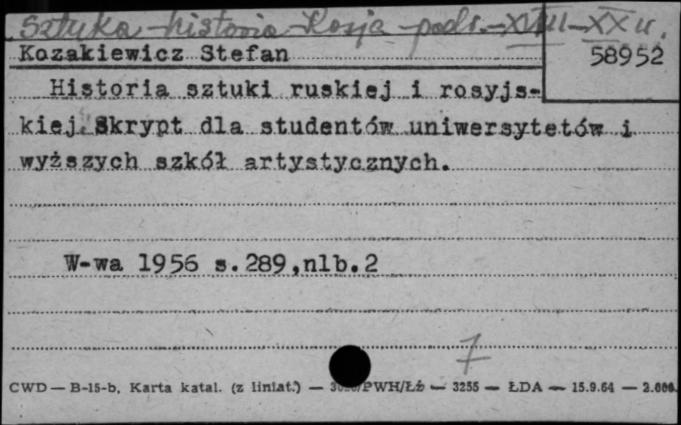 Sztuka - historia Rosja - podr. - XVIII - XX w.
Kozakiewicz Stefan
58952
Historia sztuki ruskiej i rosyjs-
kiej. Skrypt dla studentów uniwersytetów i
wyższych szkół artystycznych.
W-wa 1956 s.289,nlb.2
7
CWD — B-15-b, Karta katal. (z liniat.) — PWH/Łb — 3255 — ŁDA — 15.9.64 — 2.000.